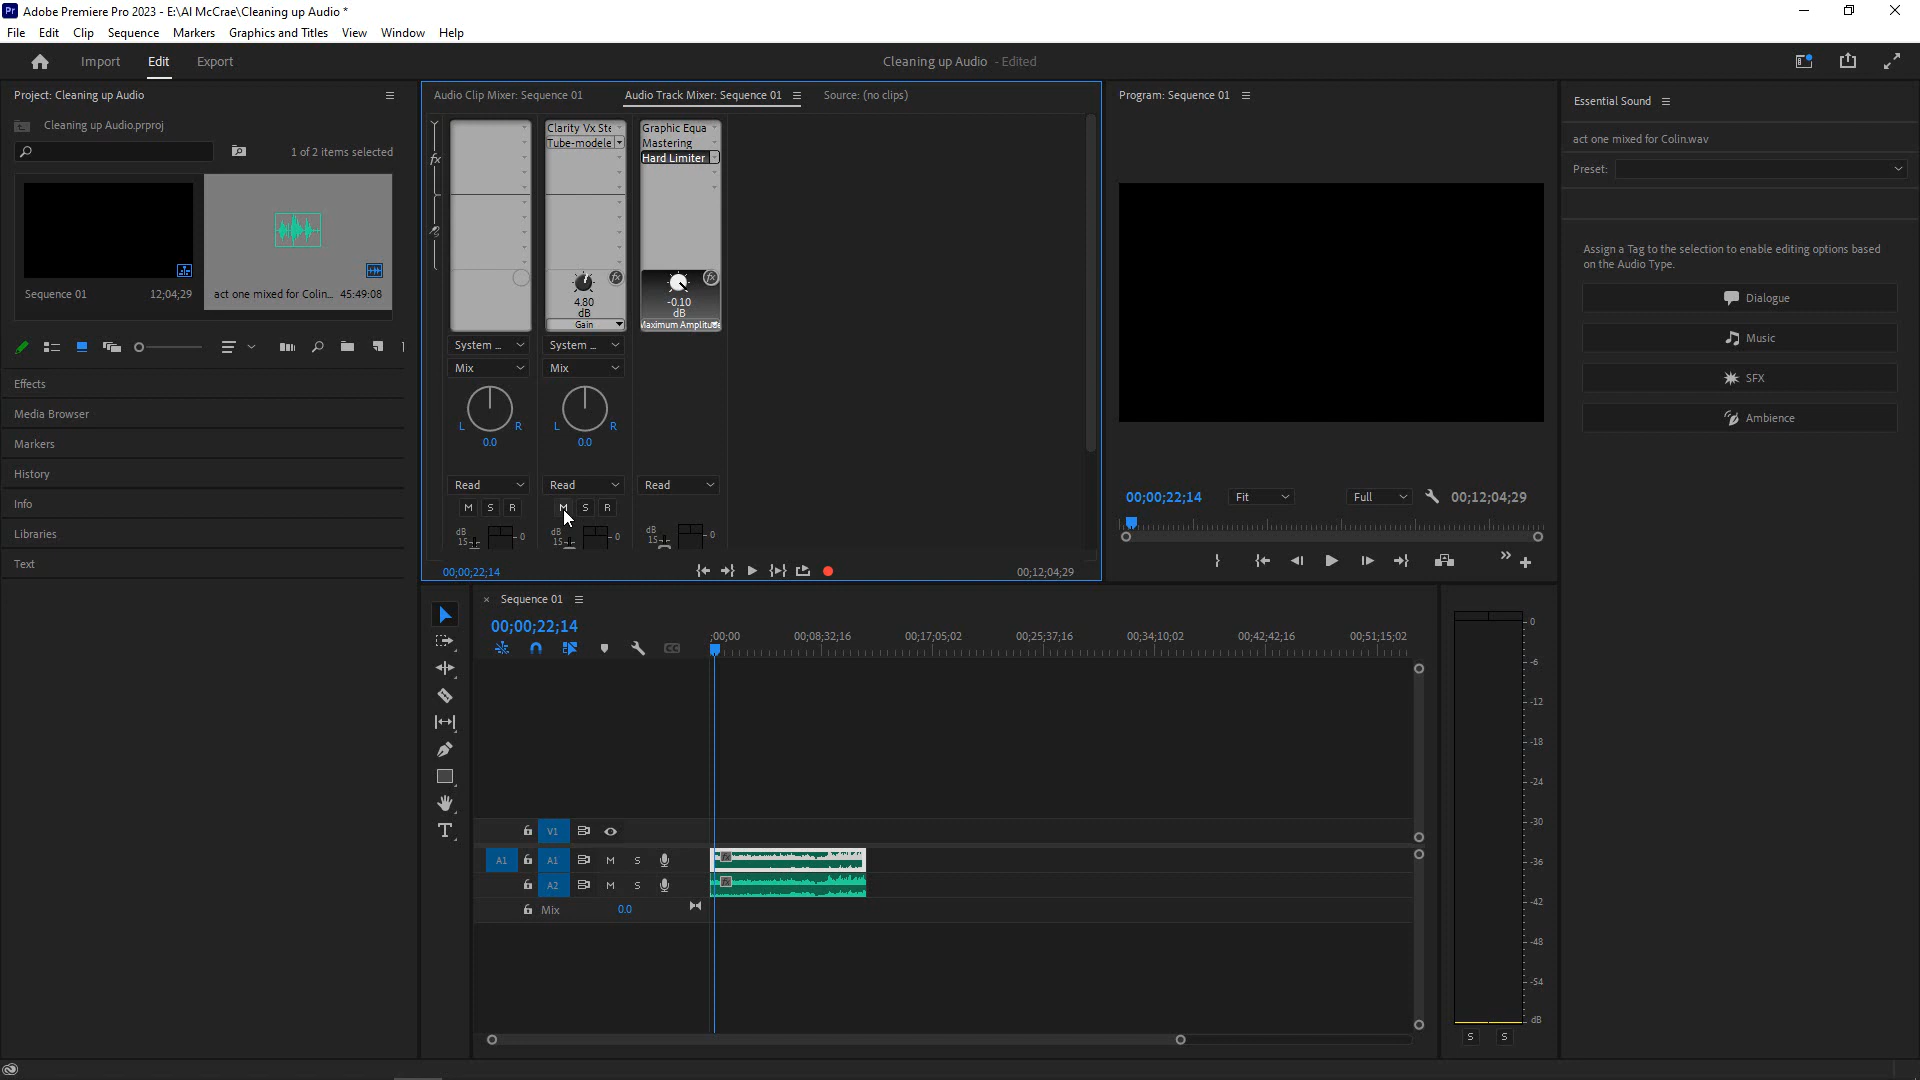 Pr Adobe Premiere Pro 2023 - E:\Al McCrae\Cleaning up Audio *
File Edit Clip Sequence Markers Graphics and Titles View Window Help
Import Edit Export
Cleaning up Audio - Edited
Project: Cleaning up Audio
Cleaning up Audio.prproj
1 of 2 items selected
Sequence 01 12;04;29
act one mixed for Colin... 45:49:08
Effects
Media Browser
Markers
History
Info
Libraries
Text
Audio Clip Mixer: Sequence 01 Audio Track Mixer: Sequence 01 Source: (no clips)
fx
Clarity Vx Ste
Tube-modele
Graphic Equa
Mastering
Hard Limiter
fx fx
4.80 -0.10
dB dB
Gain Maximum Amplitude
System ... System ...
Mix Mix
L R L R
0.0 0.0
Read Read Read
M S R M S R
dB 0 dB 0 dB 0
15 15 15
00;00;22;14 00;12;04;29
Program: Sequence 01
00;00;22;14 Fit Full 00;12;04;29
Essential Sound
act one mixed for Colin.wav
Preset:
Assign a Tag to the selection to enable editing options based
on the Audio Type.
Dialogue
Music
SFX
Ambience
× Sequence 01
00;00;22;14
;00;00 00;08;32;16 00;17;05;02 00;25;37;16 00;34;10;02 00;42;42;16 00;51;15;02
V1
A1 A1 M S
A2 M S
Mix 0.0
T
0
-6
-12
-18
-24
-30
-36
-42
-48
-54
dB
S S